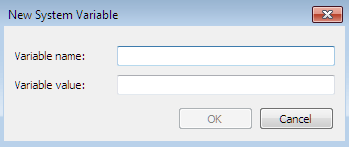 New System Variable
Variable name:
Variable value:
OK Cancel